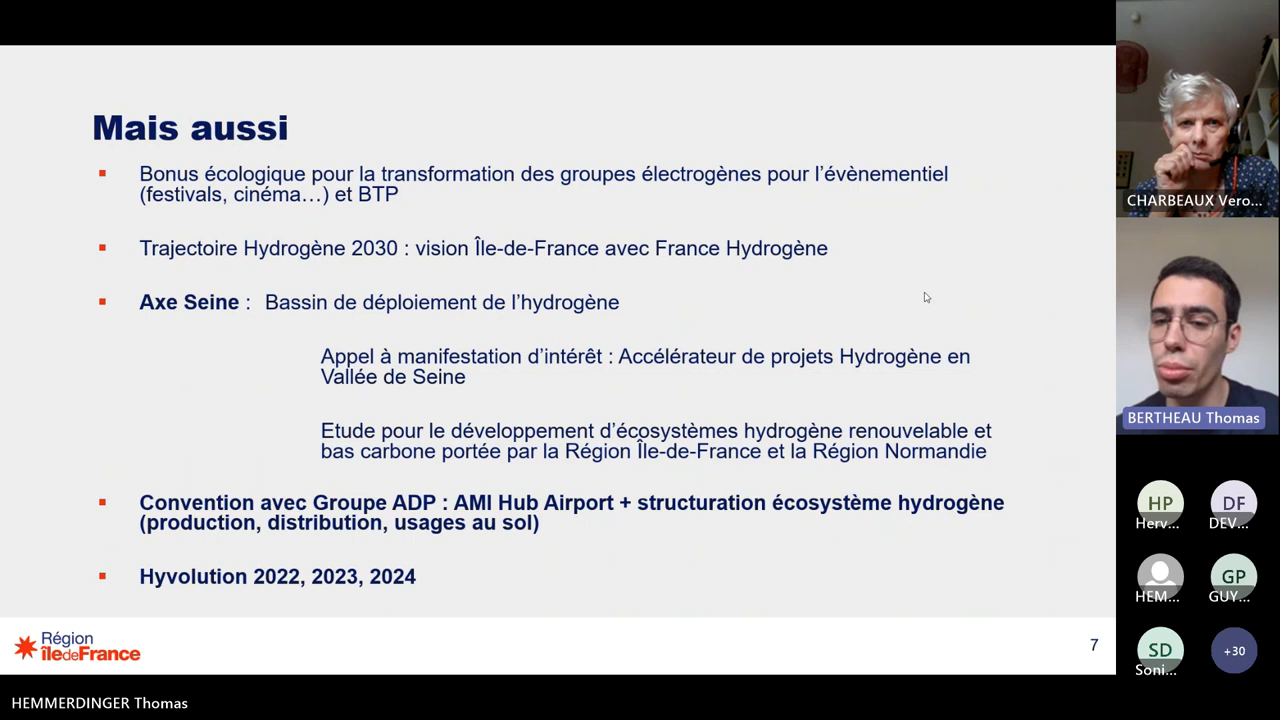 Mais aussi
Bonus écologique pour la transformation des groupes électrogènes pour l’évènementiel
(festivals, cinéma…) et BTP
Trajectoire Hydrogène 2030 : vision Île-de-France avec France Hydrogène
Axe Seine : Bassin de déploiement de l’hydrogène
Appel à manifestation d’intérêt : Accélérateur de projets Hydrogène en
Vallée de Seine
Etude pour le développement d’écosystèmes hydrogène renouvelable et
bas carbone portée par la Région Île-de-France et la Région Normandie
Convention avec Groupe ADP : AMI Hub Airport + structuration écosystème hydrogène
(production, distribution, usages au sol)
Hyvolution 2022, 2023, 2024
Région
îledeFrance
7
HEMMERDINGER Thomas
CHARBEAUX Vero...
BERTHEAU Thomas
HP
Herv...
DF
DEV...
HEM...
GP
GUY...
SD
Soni...
+30